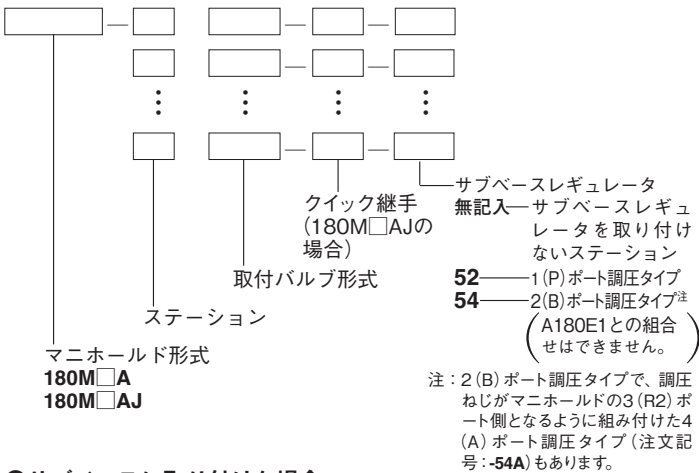 サブベースレギュレータ
無記入―サブベースレギュ
レータを取り付け
ないステーション
52――1(P)ポート調圧タイプ
54――2(B)ポート調圧タイプ注
(A180E1との組合
せはできません。)
クイック継手
(180M□AJの
場合)
取付バルブ形式
ステーション
マニホールド形式
180M□A
180M□AJ
注：2(B)ポート調圧タイプで、調圧
ねじがマニホールドの3(R2)ポ
ート側となるように組み付けた4
(A)ポート調圧タイプ(注文記
号：-54A)もあります。